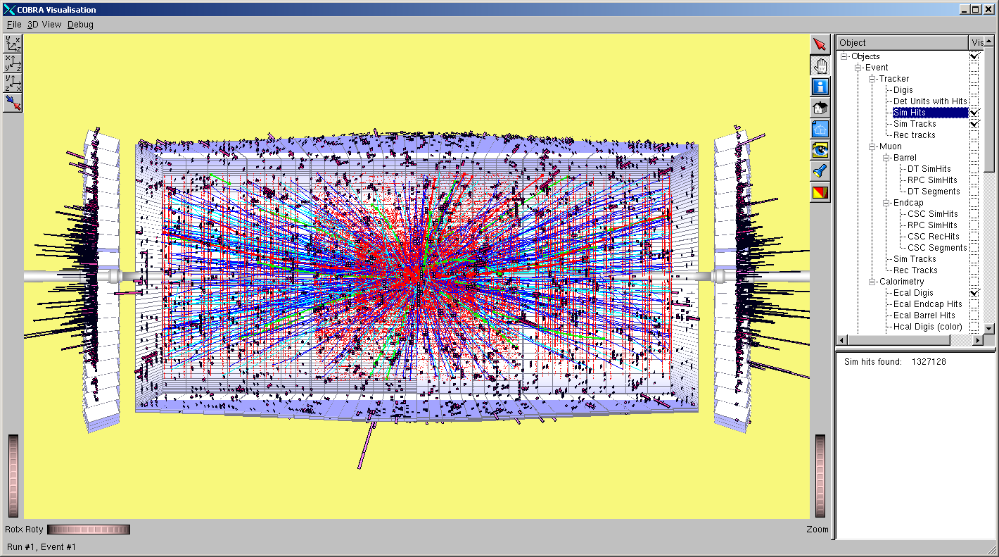 COBRA Visualisation
File 3D View Debug
Object Vis
Objects
Event
Tracker
Digis
Det Units with Hits
Sim Hits
Sim Tracks
Rec tracks
Muon
Barrel
DT SimHits
RPC SimHits
DT Segments
Endcap
CSC SimHits
RPC SimHits
CSC RecHits
CSC Segments
Sim Tracks
Rec Tracks
Calorimetry
Ecal Digis
Ecal Endcap Hits
Ecal Barrel Hits
Hcal Digis (color)
Sim hits found: 1327128
Rotx Roty
Zoom
Run #1, Event #1